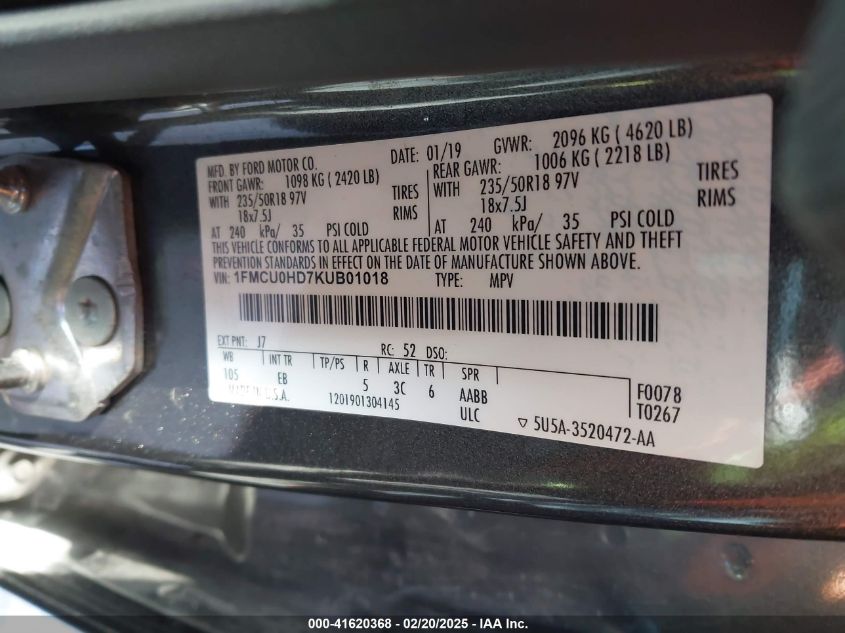 MFD. BY FORD MOTOR CO.
DATE: 01/19 GVWR: 2096 KG ( 4620 LB)
FRONT GAWR: 1098 KG ( 2420 LB) REAR GAWR: 1006 KG ( 2218 LB)
WITH 235/50R18 97V TIRES WITH 235/50R18 97V TIRES
18x7.5J RIMS 18x7.5J RIMS
AT 240 kPa/ 35 PSI COLD AT 240 kPa/ 35 PSI COLD
THIS VEHICLE CONFORMS TO ALL APPLICABLE FEDERAL MOTOR VEHICLE SAFETY AND THEFT
PREVENTION STANDARDS IN EFFECT ON THE DATE OF MANUFACTURE SHOWN ABOVE.
VIN: 1FMCU0HD7KUB01018 TYPE: MPV
EXT PNT: J7 RC: 52 DSO:
WB INT TR TP/PS R AXLE TR SPR
105 EB 5 3C 6 AABB F0078
MADE IN U.S.A. 1201901304145 ULC T0267
▽ 5U5A-3520472-AA
000-41620368 - 02/20/2025 - IAA Inc.